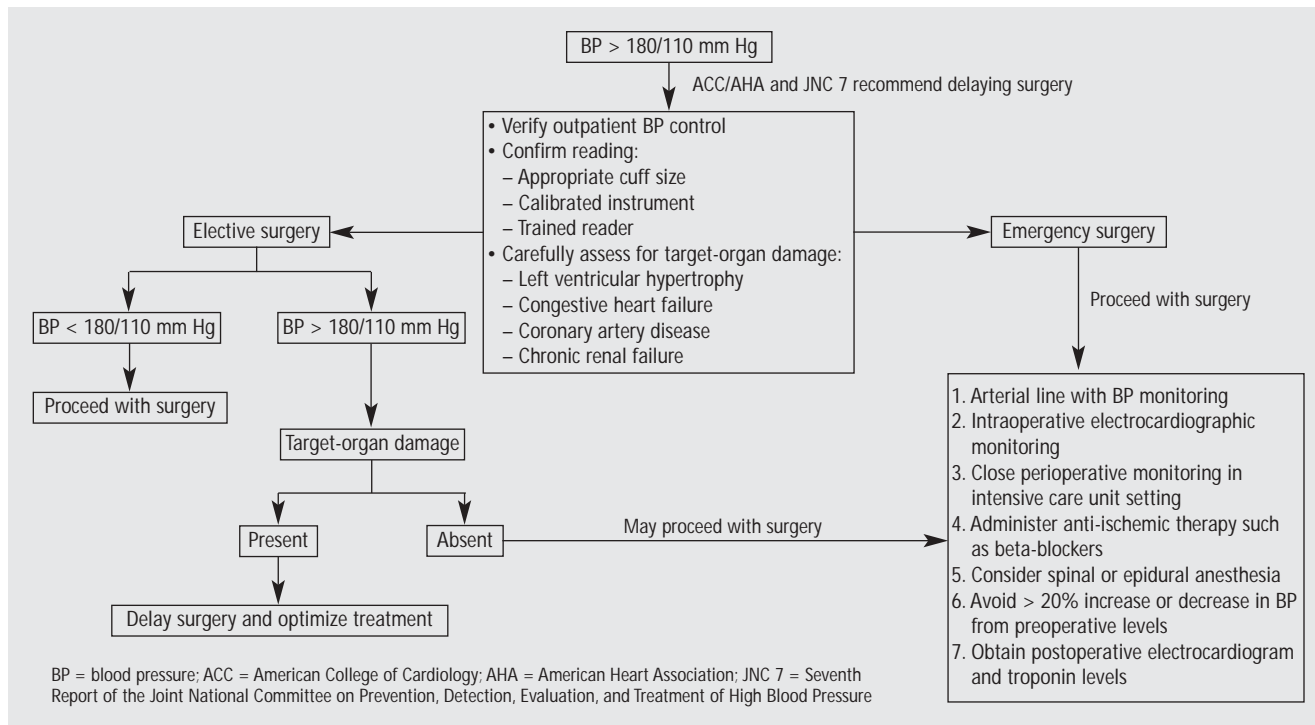 BP > 180/110 mm Hg
ACC/AHA and JNC 7 recommend delaying surgery
• Verify outpatient BP control
• Confirm reading:
– Appropriate cuff size
– Calibrated instrument
– Trained reader
• Carefully assess for target-organ damage:
– Left ventricular hypertrophy
– Congestive heart failure
– Coronary artery disease
– Chronic renal failure
Elective surgery
BP < 180/110 mm Hg
BP > 180/110 mm Hg
Proceed with surgery
Target-organ damage
Present
Absent
May proceed with surgery
Delay surgery and optimize treatment
Emergency surgery
Proceed with surgery
1. Arterial line with BP monitoring
2. Intraoperative electrocardiographic
monitoring
3. Close perioperative monitoring in
intensive care unit setting
4. Administer anti-ischemic therapy such
as beta-blockers
5. Consider spinal or epidural anesthesia
6. Avoid > 20% increase or decrease in BP
from preoperative levels
7. Obtain postoperative electrocardiogram
and troponin levels
BP = blood pressure; ACC = American College of Cardiology; AHA = American Heart Association; JNC 7 = Seventh
Report of the Joint National Committee on Prevention, Detection, Evaluation, and Treatment of High Blood Pressure